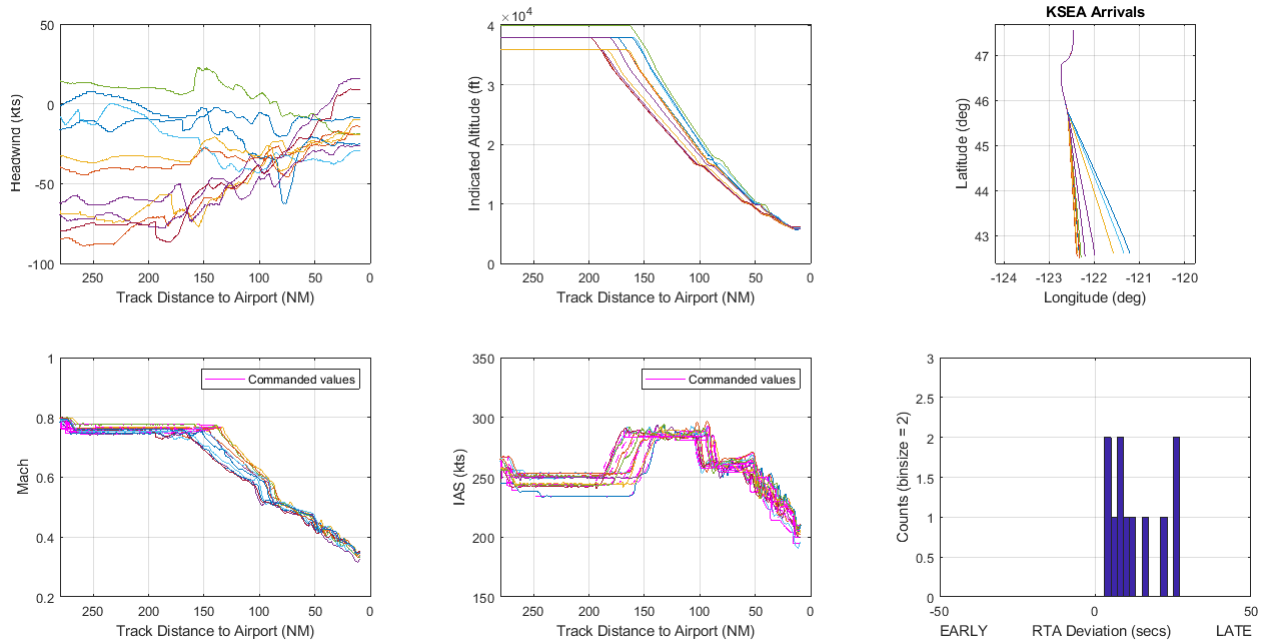 50
0
-50
-100
Headwind (kts)
250 200 150 100 50 0
Track Distance to Airport (NM)
4 × 10^4
3
2
1
0
Indicated Altitude (ft)
250 200 150 100 50 0
Track Distance to Airport (NM)
KSEA Arrivals
47
46
45
44
43
Latitude (deg)
-124 -123 -122 -121 -120
Longitude (deg)
1
0.8
0.6
0.4
0.2
Mach
Commanded values
250 200 150 100 50 0
Track Distance to Airport (NM)
350
300
250
200
150
IAS (kts)
Commanded values
250 200 150 100 50 0
Track Distance to Airport (NM)
3
2.5
2
1.5
1
0.5
0
Counts (binsize = 2)
-50 0 50
EARLY RTA Deviation (secs) LATE